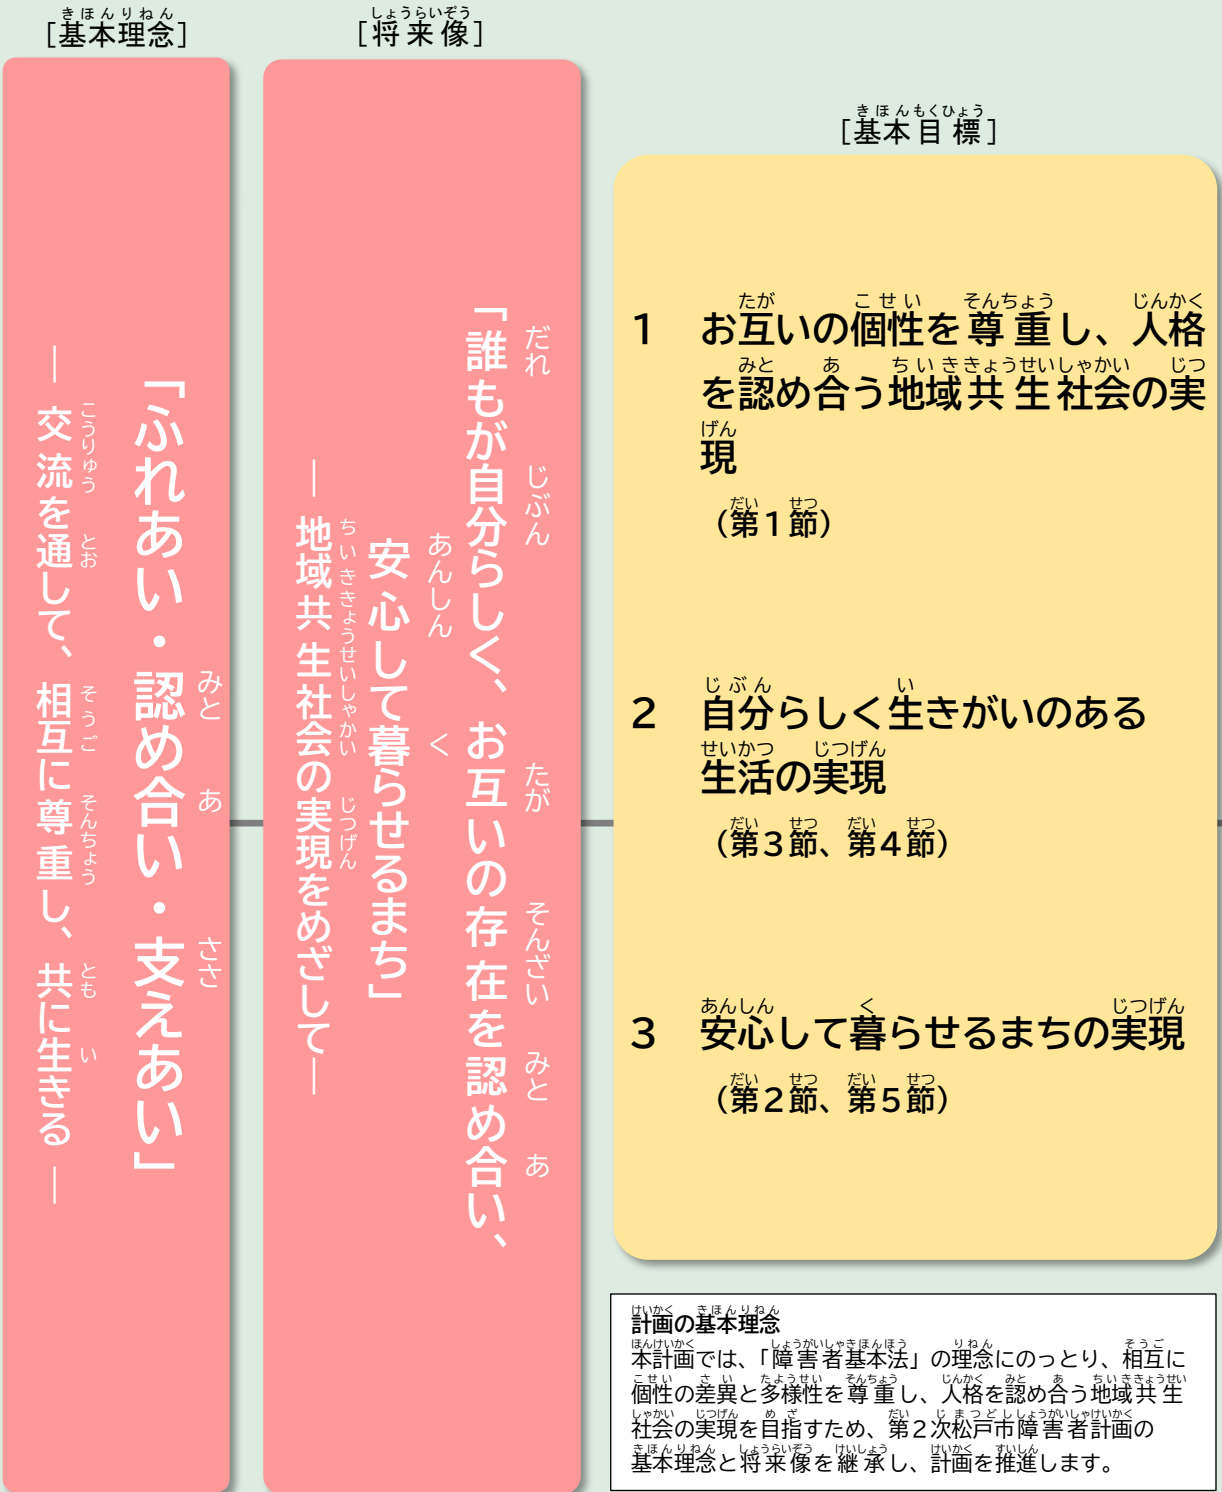 ［基本理念］
「ふれあい・認め合い・支えあい」
― 交流を通して、相互に尊重し、共に生きる ―
［将来像］
「誰もが自分らしく、お互いの存在を認め合い、
安心して暮らせるまち」
― 地域共生社会の実現をめざして―
［基本目標］
1 お互いの個性を尊重し、人格
を認め合う地域共生社会の実
現
（第1節）
2 自分らしく生きがいのある
生活の実現
（第3節、第4節）
3 安心して暮らせるまちの実現
（第2節、第5節）
計画の基本理念
本計画では、「障害者基本法」の理念にのっとり、相互に
個性の差異と多様性を尊重し、人格を認め合う地域共生
社会の実現を目指すため、第2次松戸市障害者計画の
基本理念と将来像を継承し、計画を推進します。